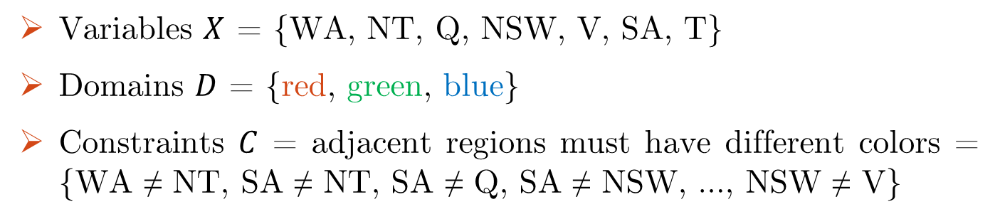 ➢ Variables X = {WA, NT, Q, NSW, V, SA, T}
➢ Domains D = {red, green, blue}
➢ Constraints C = adjacent regions must have different colors =
{WA ≠ NT, SA ≠ NT, SA ≠ Q, SA ≠ NSW, ..., NSW ≠ V}